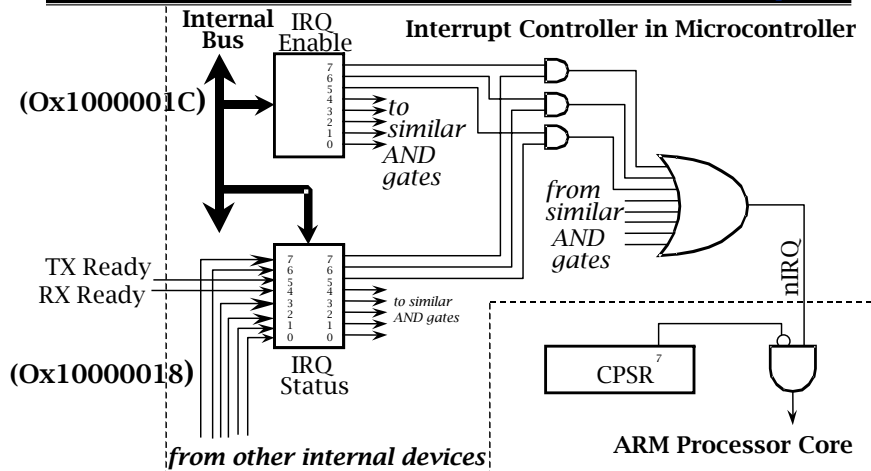 Internal Bus
IRQ Enable
Interrupt Controller in Microcontroller
(Ox1000001C)
7
6
5
4
3
2
1
0
to
similar
AND
gates
from
similar
AND
gates
nIRQ
TX Ready
RX Ready
7
6
5
4
3
2
1
0
7
6
5
4
3
2
1
0
to similar
AND gates
IRQ
Status
(Ox10000018)
CPSR 7
ARM Processor Core
from other internal devices